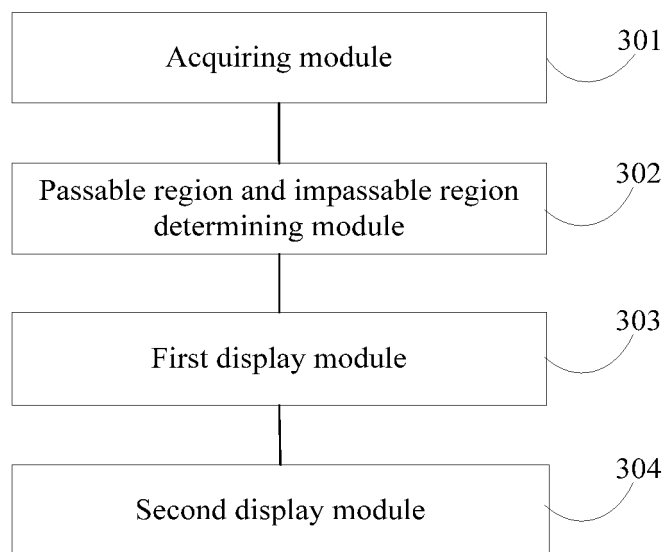 Acquiring module
301
Passable region and impassable region
determining module
302
First display module
303
Second display module
304